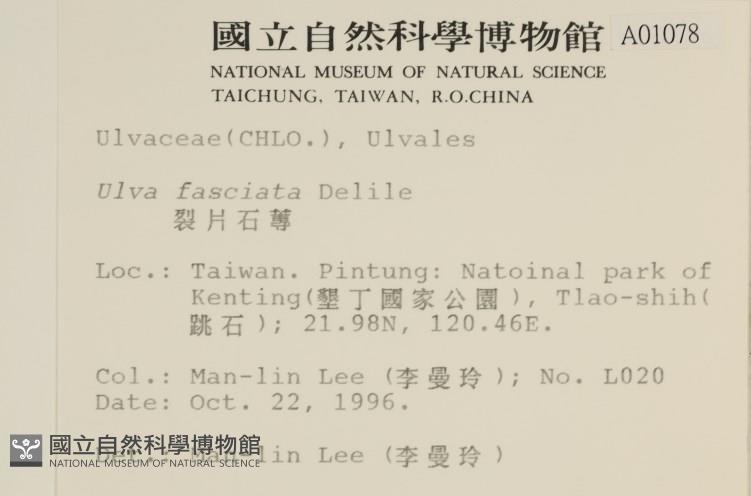 國立自然科學博物館 A01078
NATIONAL MUSEUM OF NATURAL SCIENCE
TAICHUNG, TAIWAN, R.O.CHINA
Ulvaceae(CHLO.), Ulvales
Ulva fasciata Delile
裂片石蓴
Loc.: Taiwan. Pintung: Natoinal park of
Kenting(墾丁國家公園), Tlao-shih(
跳石); 21.98N, 120.46E.
Col.: Man-lin Lee (李曼玲); No. L020
Date: Oct. 22, 1996.
國立自然科學博物館
NATIONAL MUSEUM OF NATURAL SCIENCE
Det.: Man-lin Lee (李曼玲)